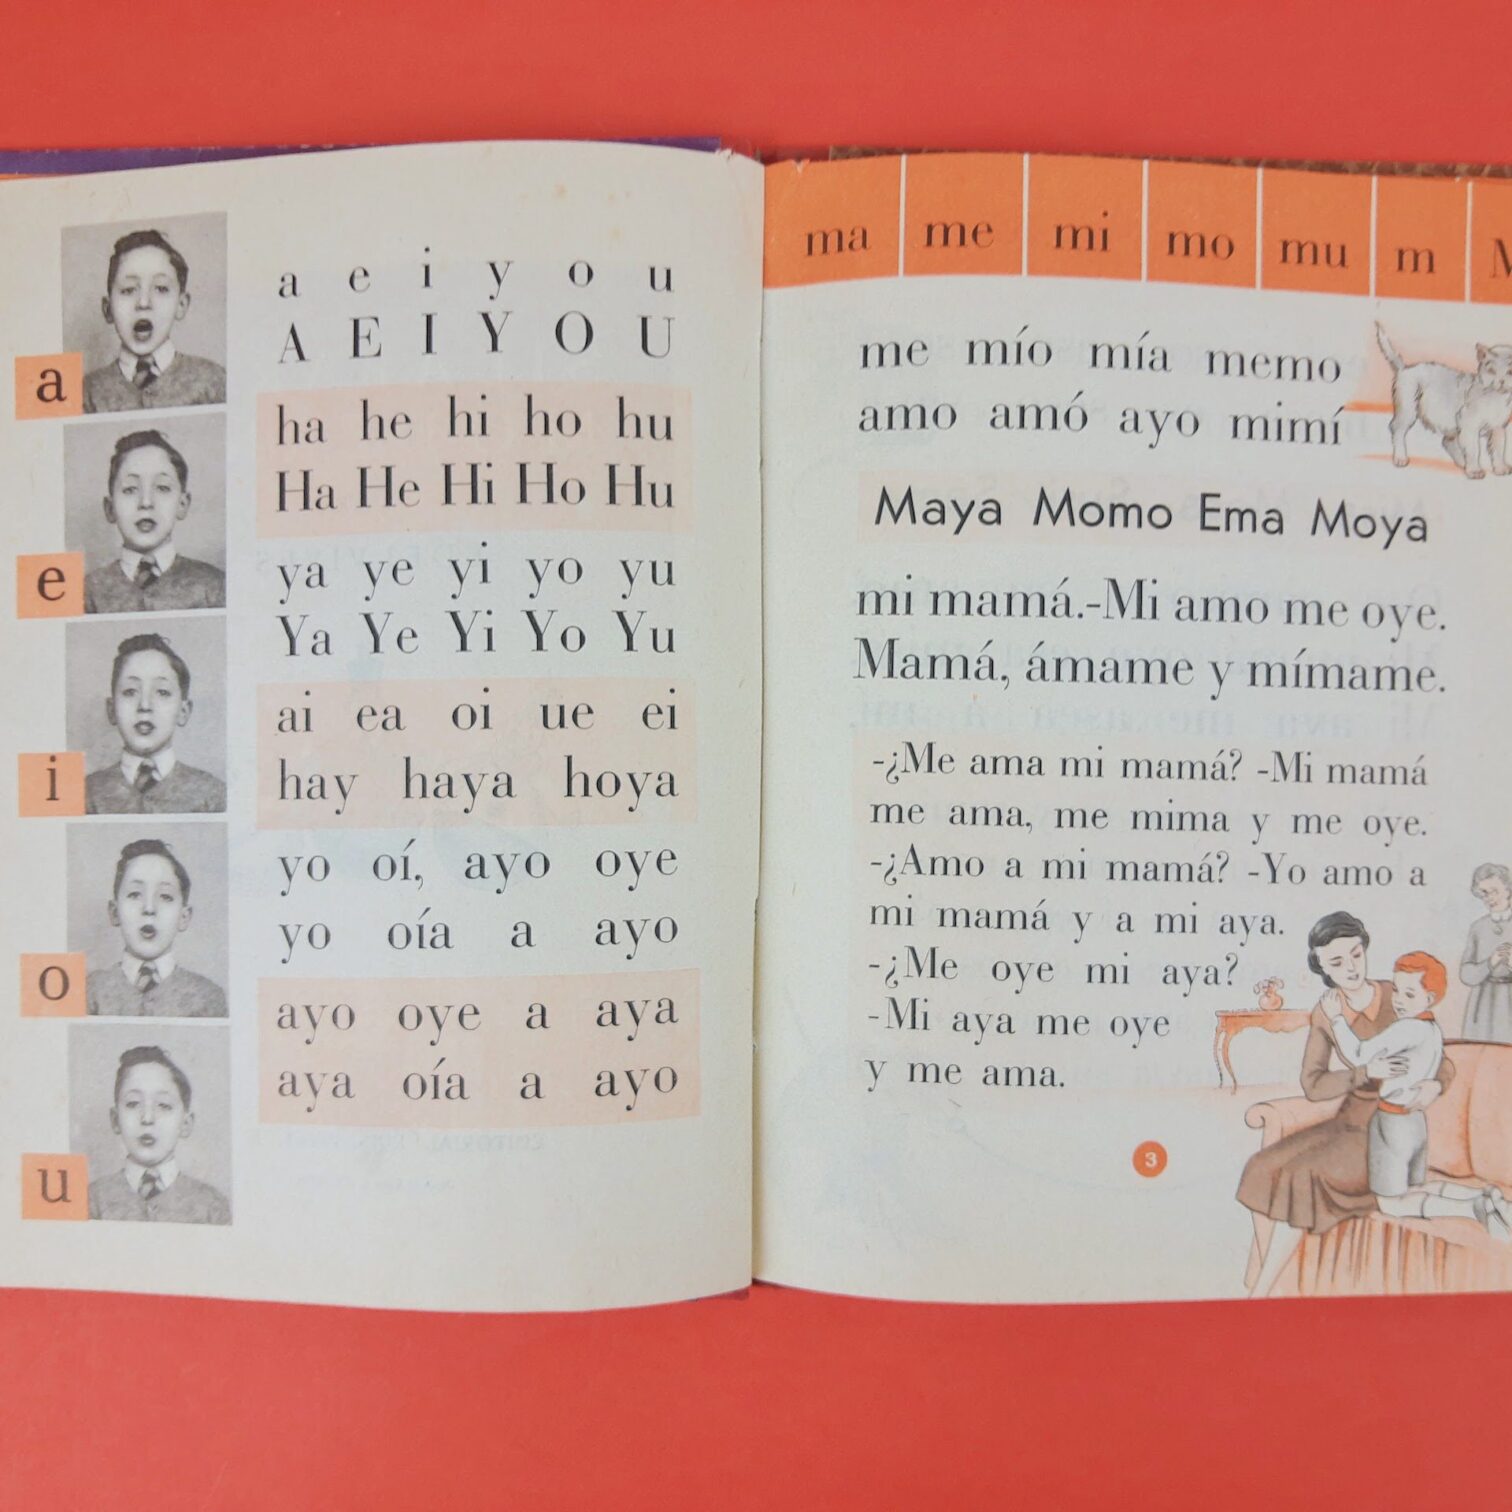 a
e
i
o
u
a e i y o u
A E I Y O U
ha he hi ho hu
Ha He Hi Ho Hu
ya ye yi yo yu
Ya Ye Yi Yo Yu
ai ea oi ue ei
hay haya hoya
yo oí, ayo oye
yo oía a ayo
ayo oye a aya
aya oía a ayo
ma me mi mo mu m
me mío mía memo
amo amó ayo mimí
Maya Momo Ema Moya
mi mamá.-Mi amo me oye.
Mamá, ámame y mímame.
-¿Me ama mi mamá? -Mi mamá
me ama, me mima y me oye.
-¿Amo a mi mamá? -Yo amo a
mi mamá y a mi aya.
-¿Me oye mi aya?
-Mi aya me oye
y me ama.
3